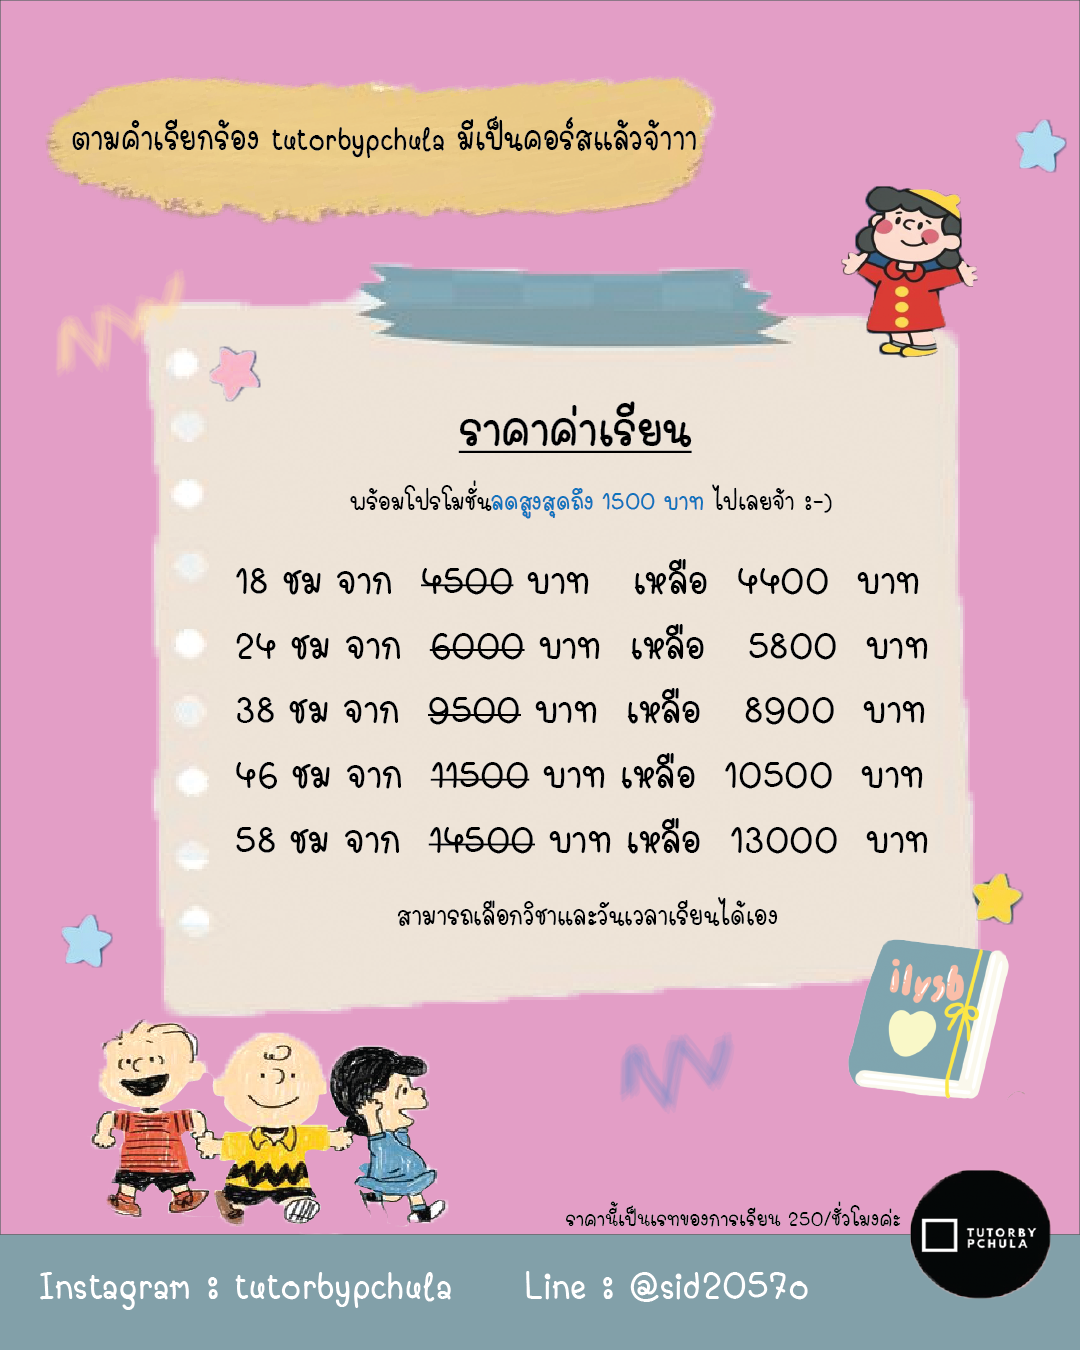 ตามคำเรียกร้อง tutorbypchula มีเป็นคอร์สแล้วจ้าาา
ราคาค่าเรียน
พร้อมโปรโมชั่นลดสูงสุดถึง 1500 บาท ไปเลยจ้า :-)
18 ชม จาก 4500 บาท เหลือ 4400 บาท
24 ชม จาก 6000 บาท เหลือ 5800 บาท
38 ชม จาก 9500 บาท เหลือ 8900 บาท
46 ชม จาก 11500 บาท เหลือ 10500 บาท
58 ชม จาก 14500 บาท เหลือ 13000 บาท
สามารถเลือกวิชาและวันเวลาเรียนได้เอง
ilysb
ราคานี้เป็นเรทของการเรียน 250/ชั่วโมงค่ะ
TUTORBY
PCHULA
Instagram : tutorbypchula Line : @sid2057o